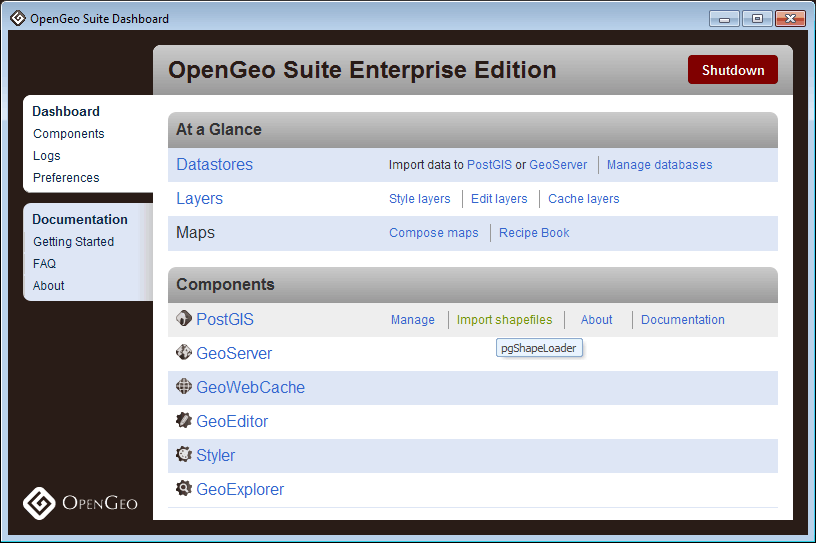 OpenGeo Suite Dashboard
OpenGeo Suite Enterprise Edition
Shutdown
Dashboard
Components
Logs
Preferences
Documentation
Getting Started
FAQ
About
At a Glance
Datastores Import data to PostGIS or GeoServer Manage databases
Layers Style layers Edit layers Cache layers
Maps Compose maps Recipe Book
Components
PostGIS Manage Import shapefiles About Documentation
pgShapeLoader
GeoServer
GeoWebCache
GeoEditor
Styler
GeoExplorer
OpenGeo